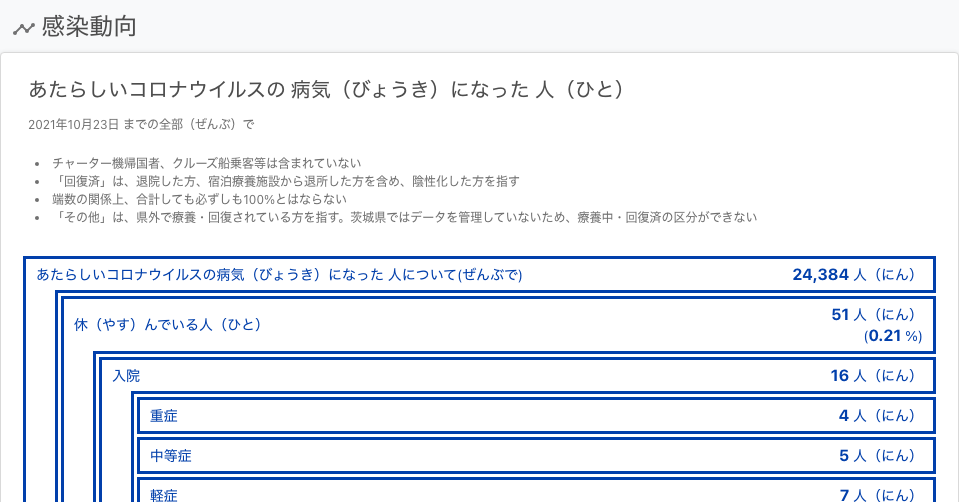 感染動向
あたらしいコロナウイルスの 病気（びょうき）になった 人（ひと）
2021年10月23日 までの全部（ぜんぶ）で
• チャーター機帰国者、クルーズ船乗客等は含まれていない
• 「回復済」は、退院した方、宿泊療養施設から退所した方を含め、陰性化した方を指す
• 端数の関係上、合計しても必ずしも100%とはならない
• 「その他」は、県外で療養・回復されている方を指す。茨城県ではデータを管理していないため、療養中・回復済の区分ができない
あたらしいコロナウイルスの病気（びょうき）になった 人について(ぜんぶで) 24,384 人（にん）
休（やす）んでいる人（ひと） 51 人（にん）
(0.21 %)
入院 16 人（にん）
重症 4 人（にん）
中等症 5 人（にん）
軽症 7 人（にん）